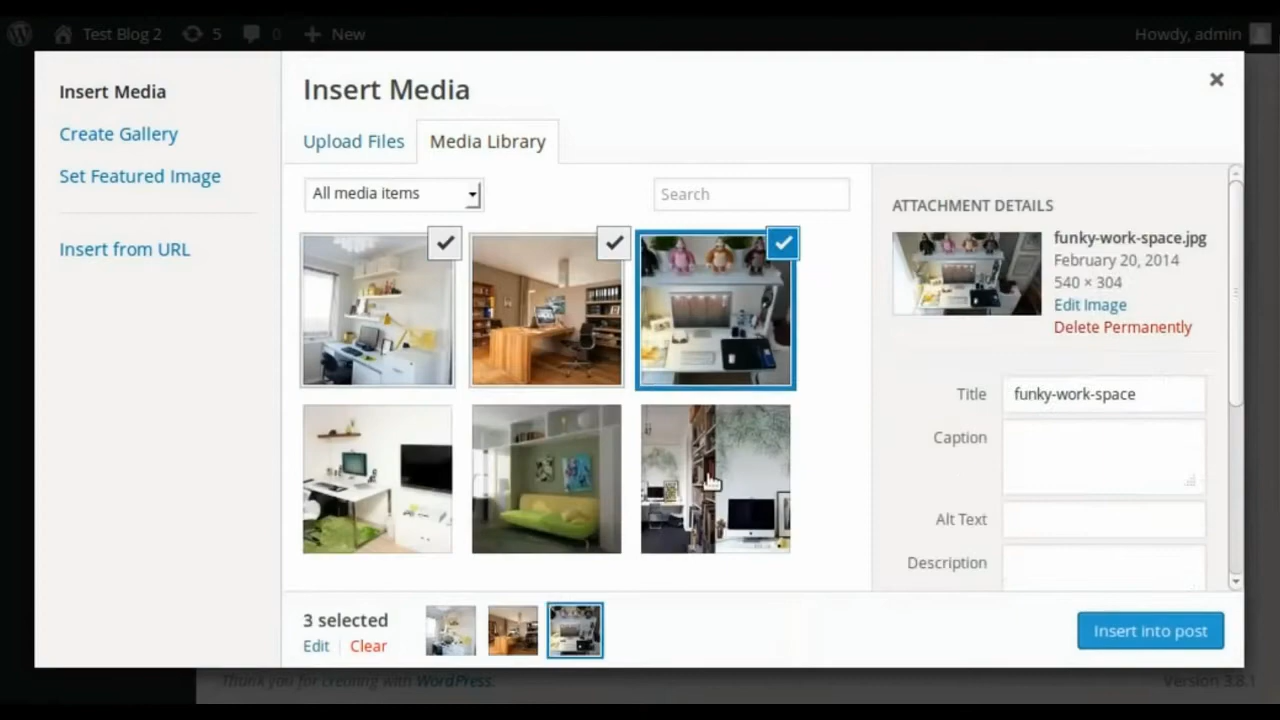 Test Blog 2 5 0 New Howdy, admin
Insert Media
Create Gallery
Set Featured Image
Insert from URL
Insert Media
Upload Files Media Library
All media items Search
ATTACHMENT DETAILS
funky-work-space.jpg
February 20, 2014
540 × 304
Edit Image
Delete Permanently
Title funky-work-space
Caption
Alt Text
Description
3 selected
Edit Clear
Insert into post
Thank you for creating with WordPress. Version 3.8.1